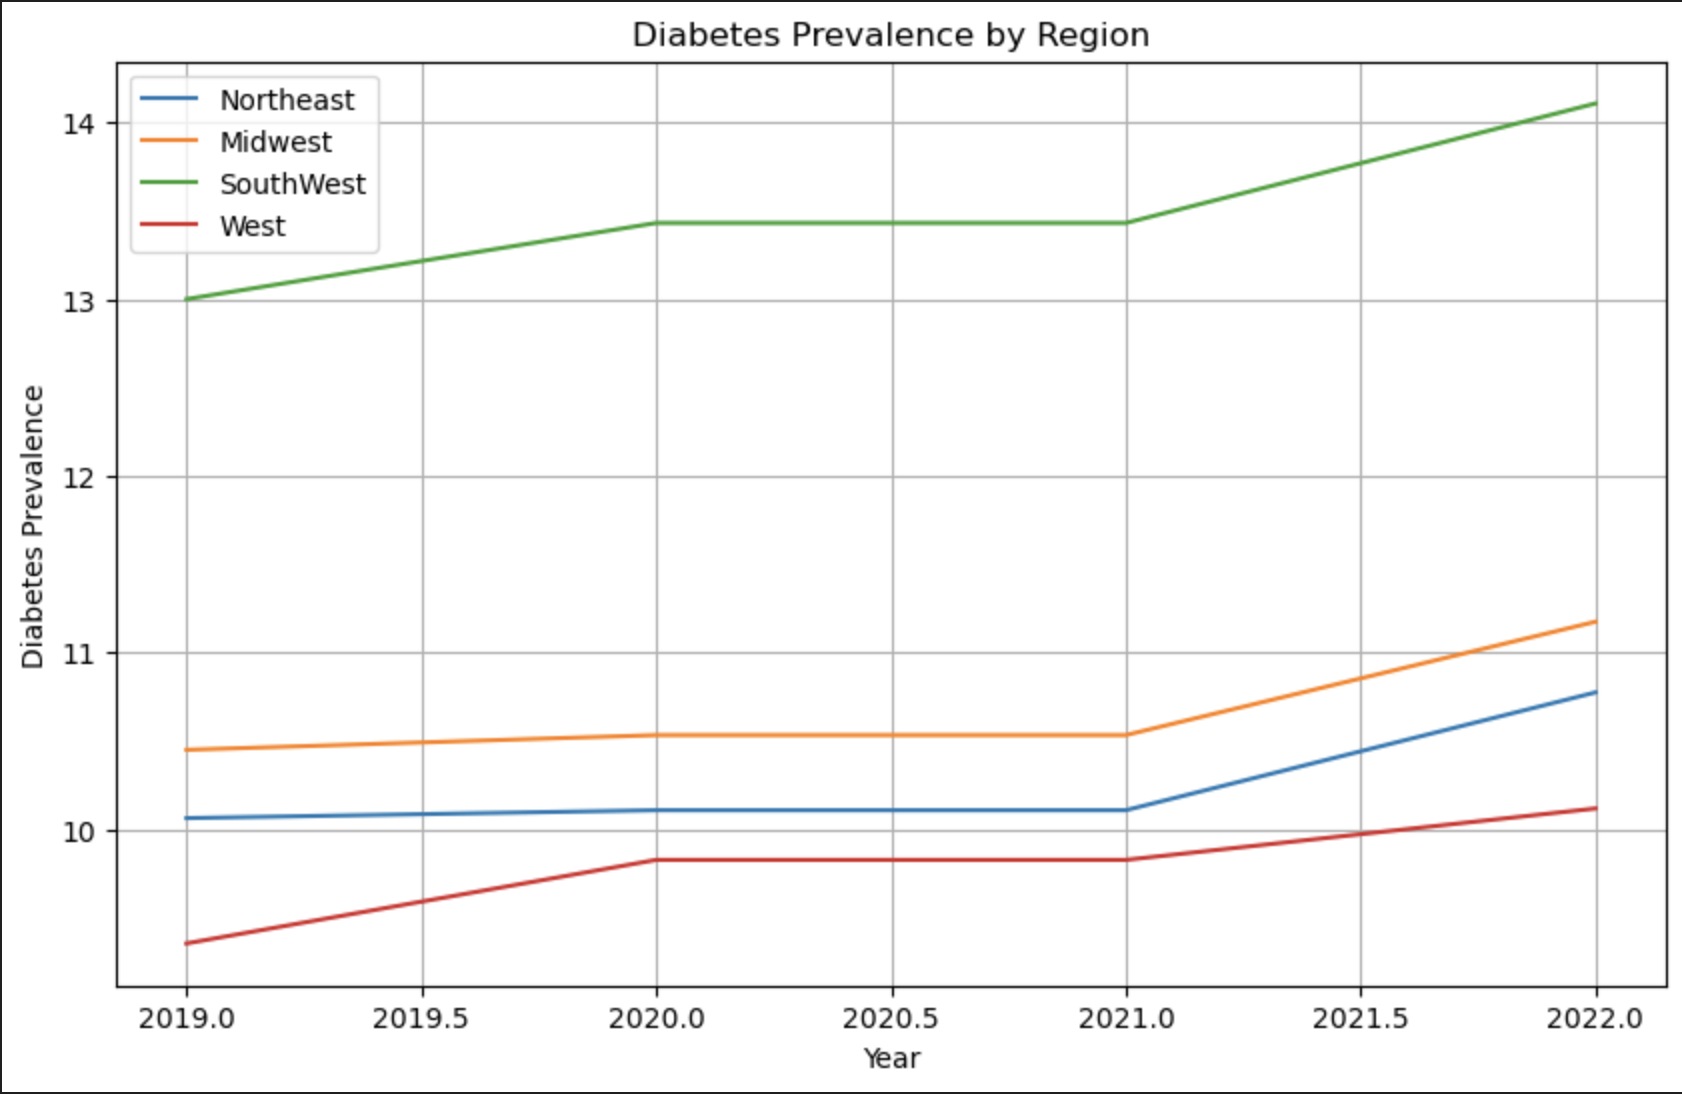 Diabetes Prevalence by Region
Northeast
Midwest
SouthWest
West
14
13
12
11
10
Diabetes Prevalence
2019.0 2019.5 2020.0 2020.5 2021.0 2021.5 2022.0
Year